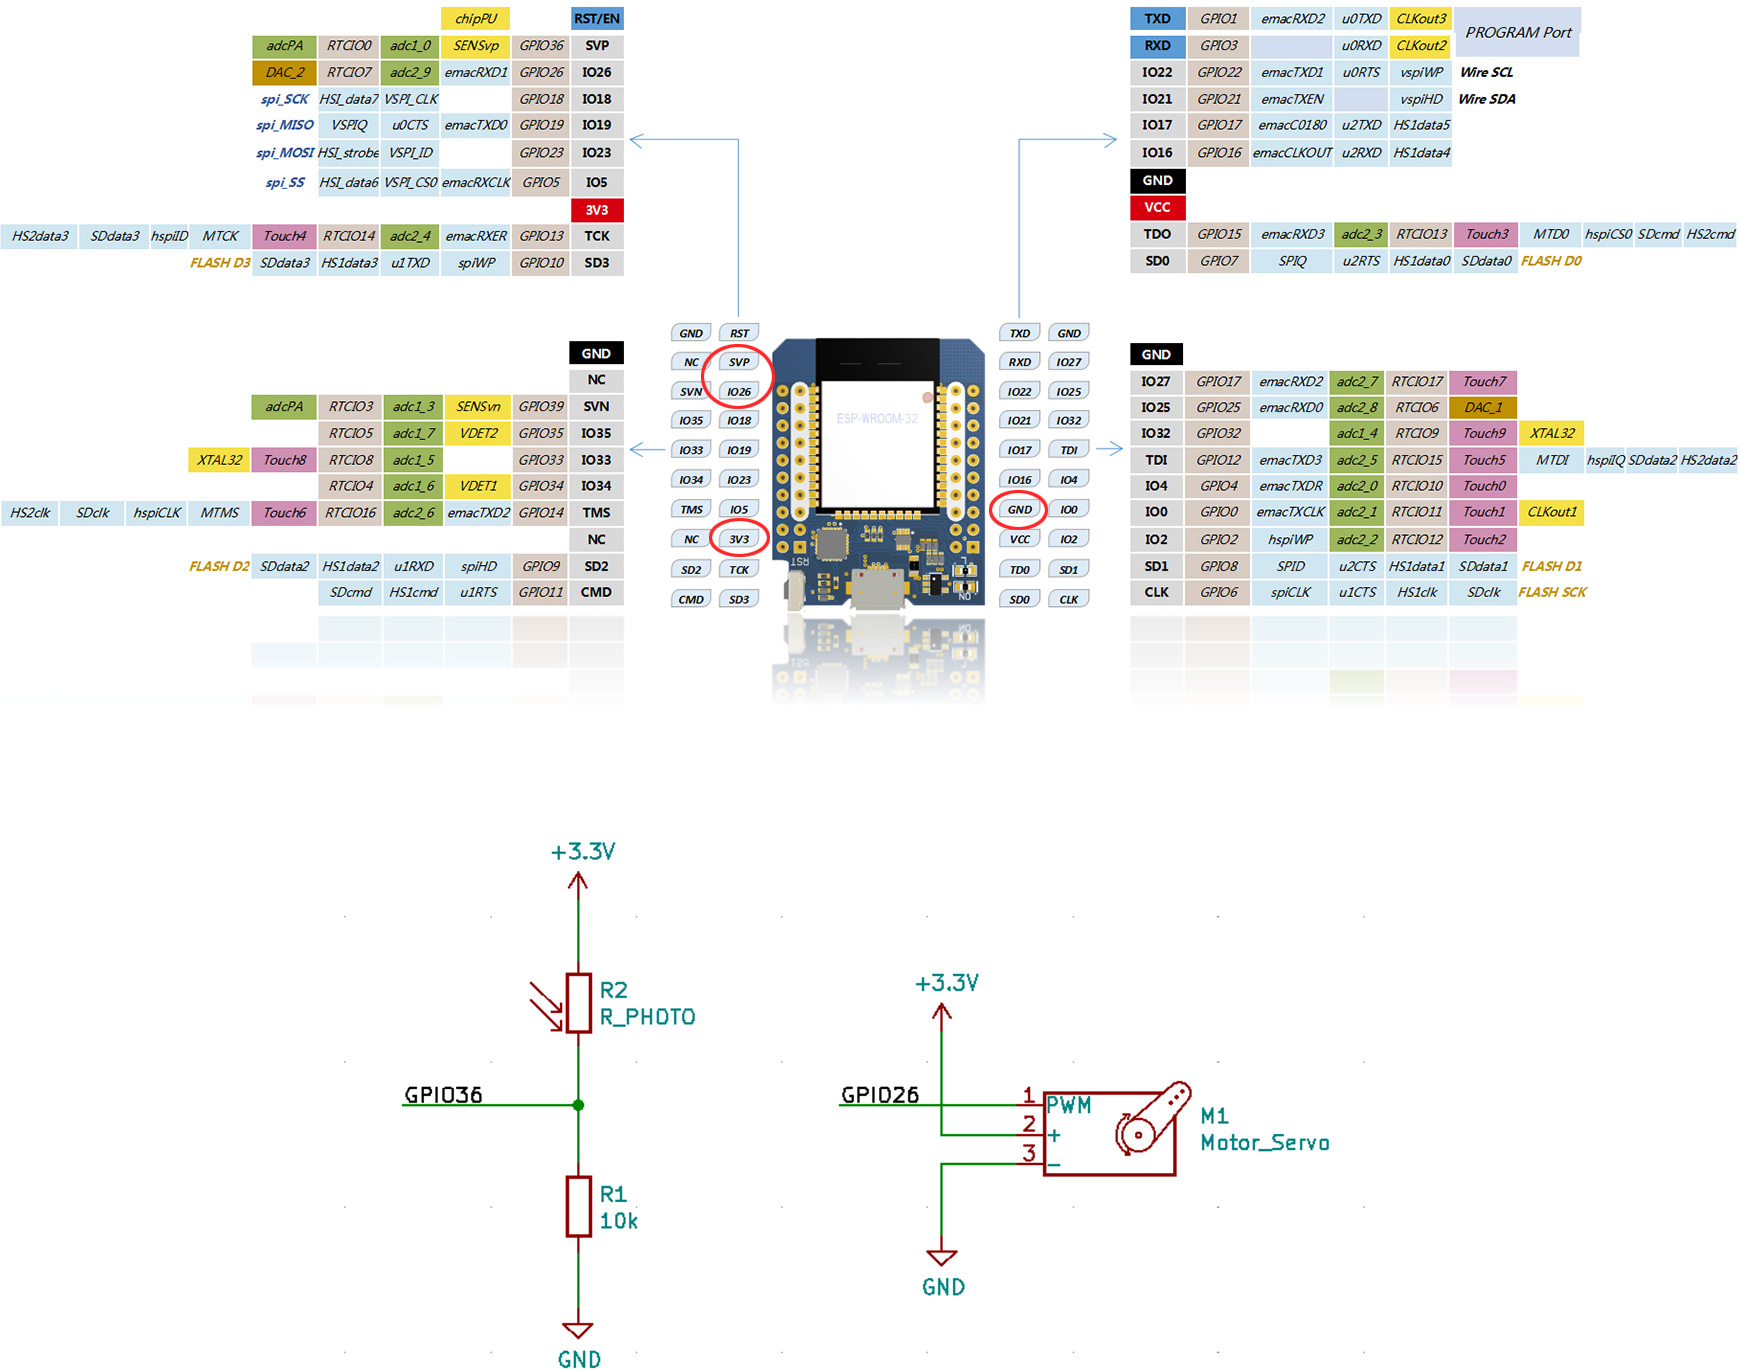 chipPU RST/EN
adcPA RTCIO0 adc1_0 SENSvp GPIO36 SVP
DAC_2 RTCIO7 adc2_9 emacRXD1 GPIO26 IO26
spi_SCK HSI_data7 VSPI_CLK GPIO18 IO18
spi_MISO VSPIQ u0CTS emacTXD0 GPIO19 IO19
spi_MOSI HSI_strobe VSPI_ID GPIO23 IO23
spi_SS HSI_data6 VSPI_CS0 emacRXCLK GPIO5 IO5
3V3
HS2data3 SDdata3 hspiID MTCK Touch4 RTCIO14 adc2_4 emacRXER GPIO13 TCK
FLASH D3 SDdata3 HS1data3 u1TXD spiWP GPIO10 SD3
TXD GPIO1 emacRXD2 u0TXD CLKout3 PROGRAM Port
RXD GPIO3 u0RXD CLKout2
IO22 GPIO22 emacTXD1 u0RTS vspiWP Wire SCL
IO21 GPIO21 emacTXEN vspiHD Wire SDA
IO17 GPIO17 emacC0180 u2TXD HS1data5
IO16 GPIO16 emacCLKOUT u2RXD HS1data4
GND
VCC
TDO GPIO15 emacRXD3 adc2_3 RTCIO13 Touch3 MTD0 hspiCS0 SDcmd HS2cmd
SD0 GPIO7 SPIQ u2RTS HS1data0 SDdata0 FLASH D0
GND
NC
adcPA RTCIO3 adc1_3 SENSvn GPIO39 SVN
RTCIO5 adc1_7 VDET2 GPIO35 IO35
XTAL32 Touch8 RTCIO8 adc1_5 GPIO33 IO33
RTCIO4 adc1_6 VDET1 GPIO34 IO34
HS2clk SDclk hspiCLK MTMS Touch6 RTCIO16 adc2_6 emacTXD2 GPIO14 TMS
NC
FLASH D2 SDdata2 HS1data2 u1RXD spiHD GPIO9 SD2
SDcmd HS1cmd u1RTS GPIO11 CMD
GND RST
NC SVP
SVN IO26
IO35 IO18
IO33 IO19
IO34 IO23
TMS IO5
NC 3V3
SD2 TCK
CMD SD3
ESP-WROOM-32
RST
L
ON
TXD GND
RXD IO27
IO22 IO25
IO21 IO32
IO17 TDI
IO16 IO4
GND IO0
VCC IO2
TD0 SD1
SD0 CLK
GND
IO27 GPIO17 emacRXD2 adc2_7 RTCIO17 Touch7
IO25 GPIO25 emacRXD0 adc2_8 RTCIO6 DAC_1
IO32 GPIO32 adc1_4 RTCIO9 Touch9 XTAL32
TDI GPIO12 emacTXD3 adc2_5 RTCIO15 Touch5 MTDI hspiIQ SDdata2 HS2data2
IO4 GPIO4 emacTXDR adc2_0 RTCIO10 Touch0
IO0 GPIO0 emacTXCLK adc2_1 RTCIO11 Touch1 CLKout1
IO2 GPIO2 hspiWP adc2_2 RTCIO12 Touch2
SD1 GPIO8 SPID u2CTS HS1data1 SDdata1 FLASH D1
CLK GPIO6 spiCLK u1CTS HS1clk SDclk FLASH SCK
+3.3V
R2
R_PHOTO
GPIO36
R1
10k
GND
+3.3V
GPIO26
1 PWM
2 +
3 −
M1
Motor_Servo
GND